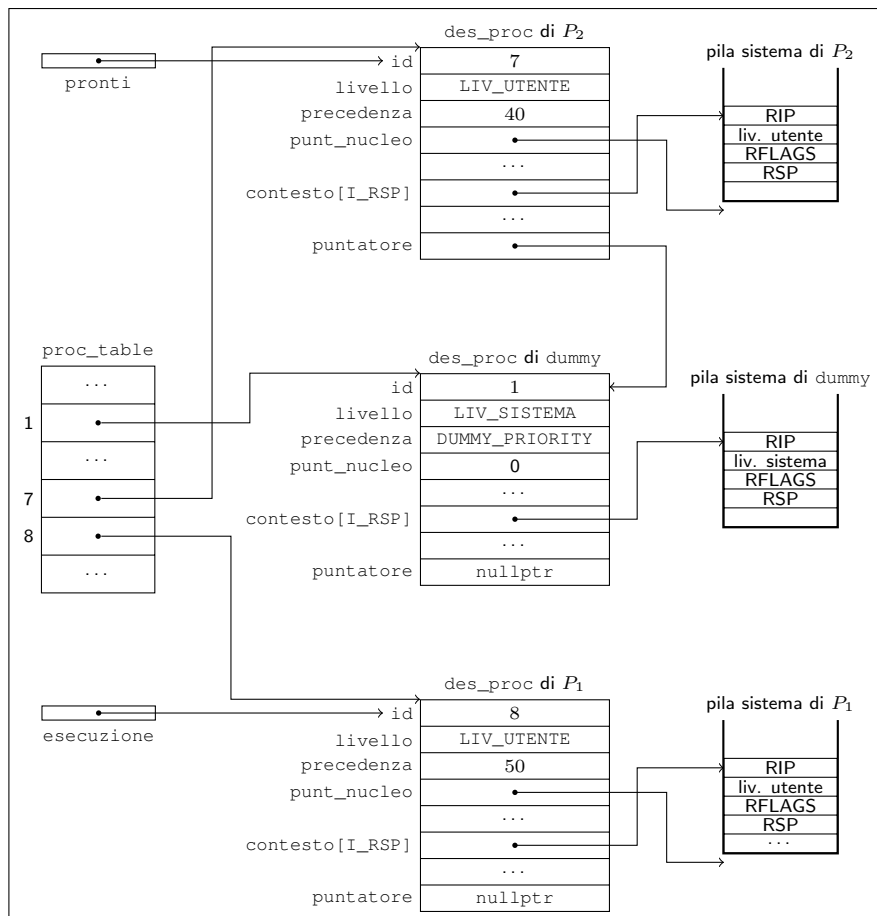 des_proc di P2
pila sistema di P2
pronti
id 7
livello LIV_UTENTE
precedenza 40
punt_nucleo
...
contesto[I_RSP]
...
puntatore
RIP
liv. utente
RFLAGS
RSP
proc_table
...
1
...
7
8
...
des_proc di dummy
pila sistema di dummy
id 1
livello LIV_SISTEMA
precedenza DUMMY_PRIORITY
punt_nucleo 0
...
contesto[I_RSP]
...
puntatore nullptr
RIP
liv. sistema
RFLAGS
RSP
des_proc di P1
pila sistema di P1
esecuzione
id 8
livello LIV_UTENTE
precedenza 50
punt_nucleo
...
contesto[I_RSP]
...
puntatore nullptr
RIP
liv. utente
RFLAGS
RSP
...